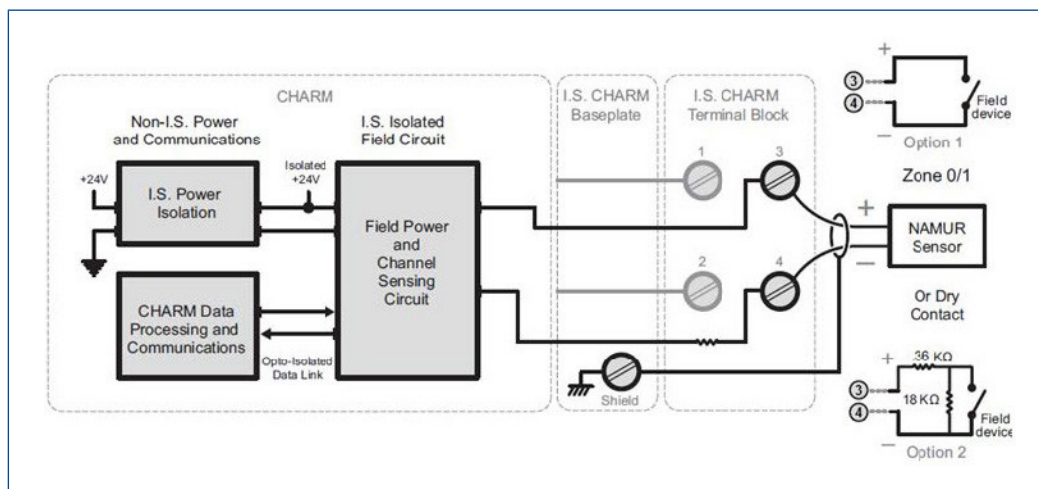 CHARM
Non-I.S. Power
and Communications
I.S. Isolated
Field Circuit
+24V
I.S. Power
Isolation
Isolated
+24V
Field Power
and
Channel
Sensing
Circuit
CHARM Data
Processing and
Communications
Opto-Isolated
Data Link
I.S. CHARM
Baseplate
Shield
I.S. CHARM
Terminal Block
1
3
2
4
+
3
4
Field
device
−
Option 1
Zone 0/1
+
−
NAMUR
Sensor
Or Dry
Contact
+
36 KΩ
3
18 KΩ
4
Field
device
−
Option 2